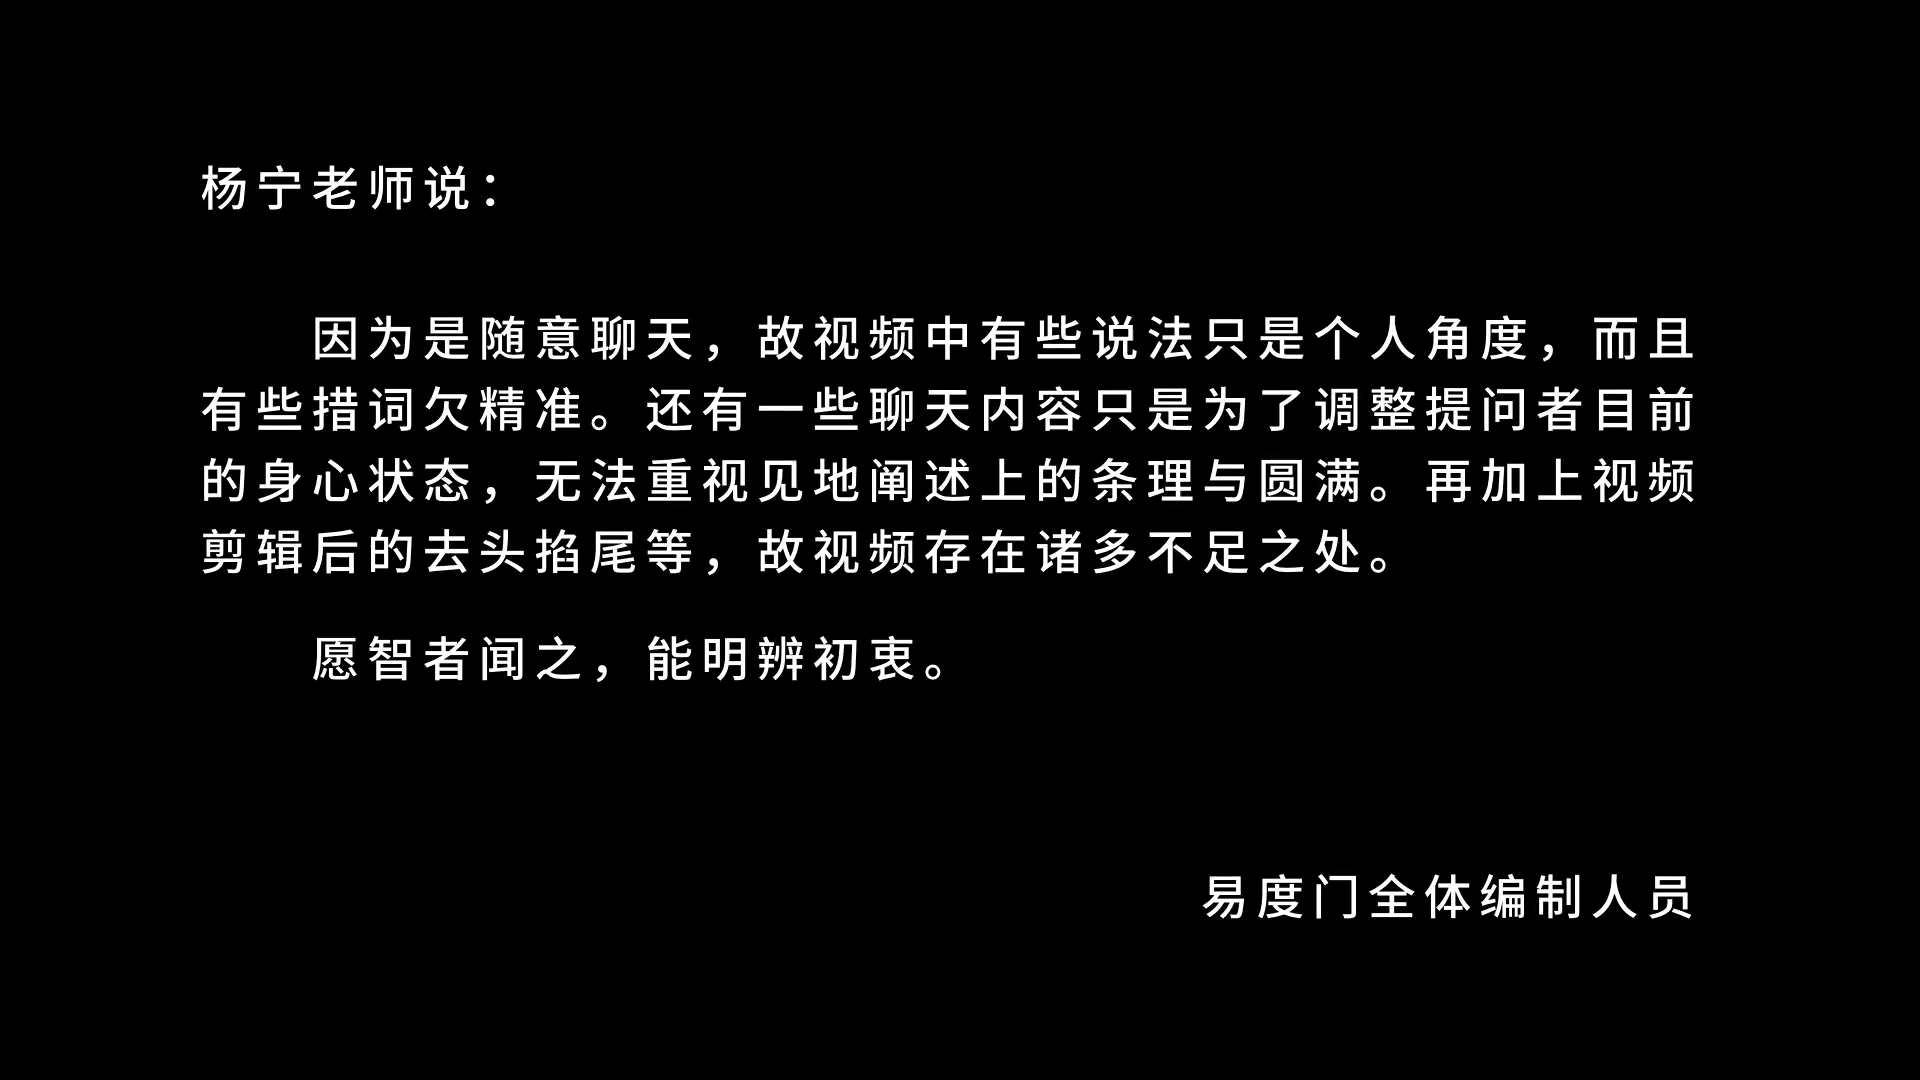 杨宁老师说：
因为是随意聊天，故视频中有些说法只是个人角度，而且
有些措词欠精准。还有一些聊天内容只是为了调整提问者目前
的身心状态，无法重视见地阐述上的条理与圆满。再加上视频
剪辑后的去头掐尾等，故视频存在诸多不足之处。
愿智者闻之，能明辨初衷。
易度门全体编制人员